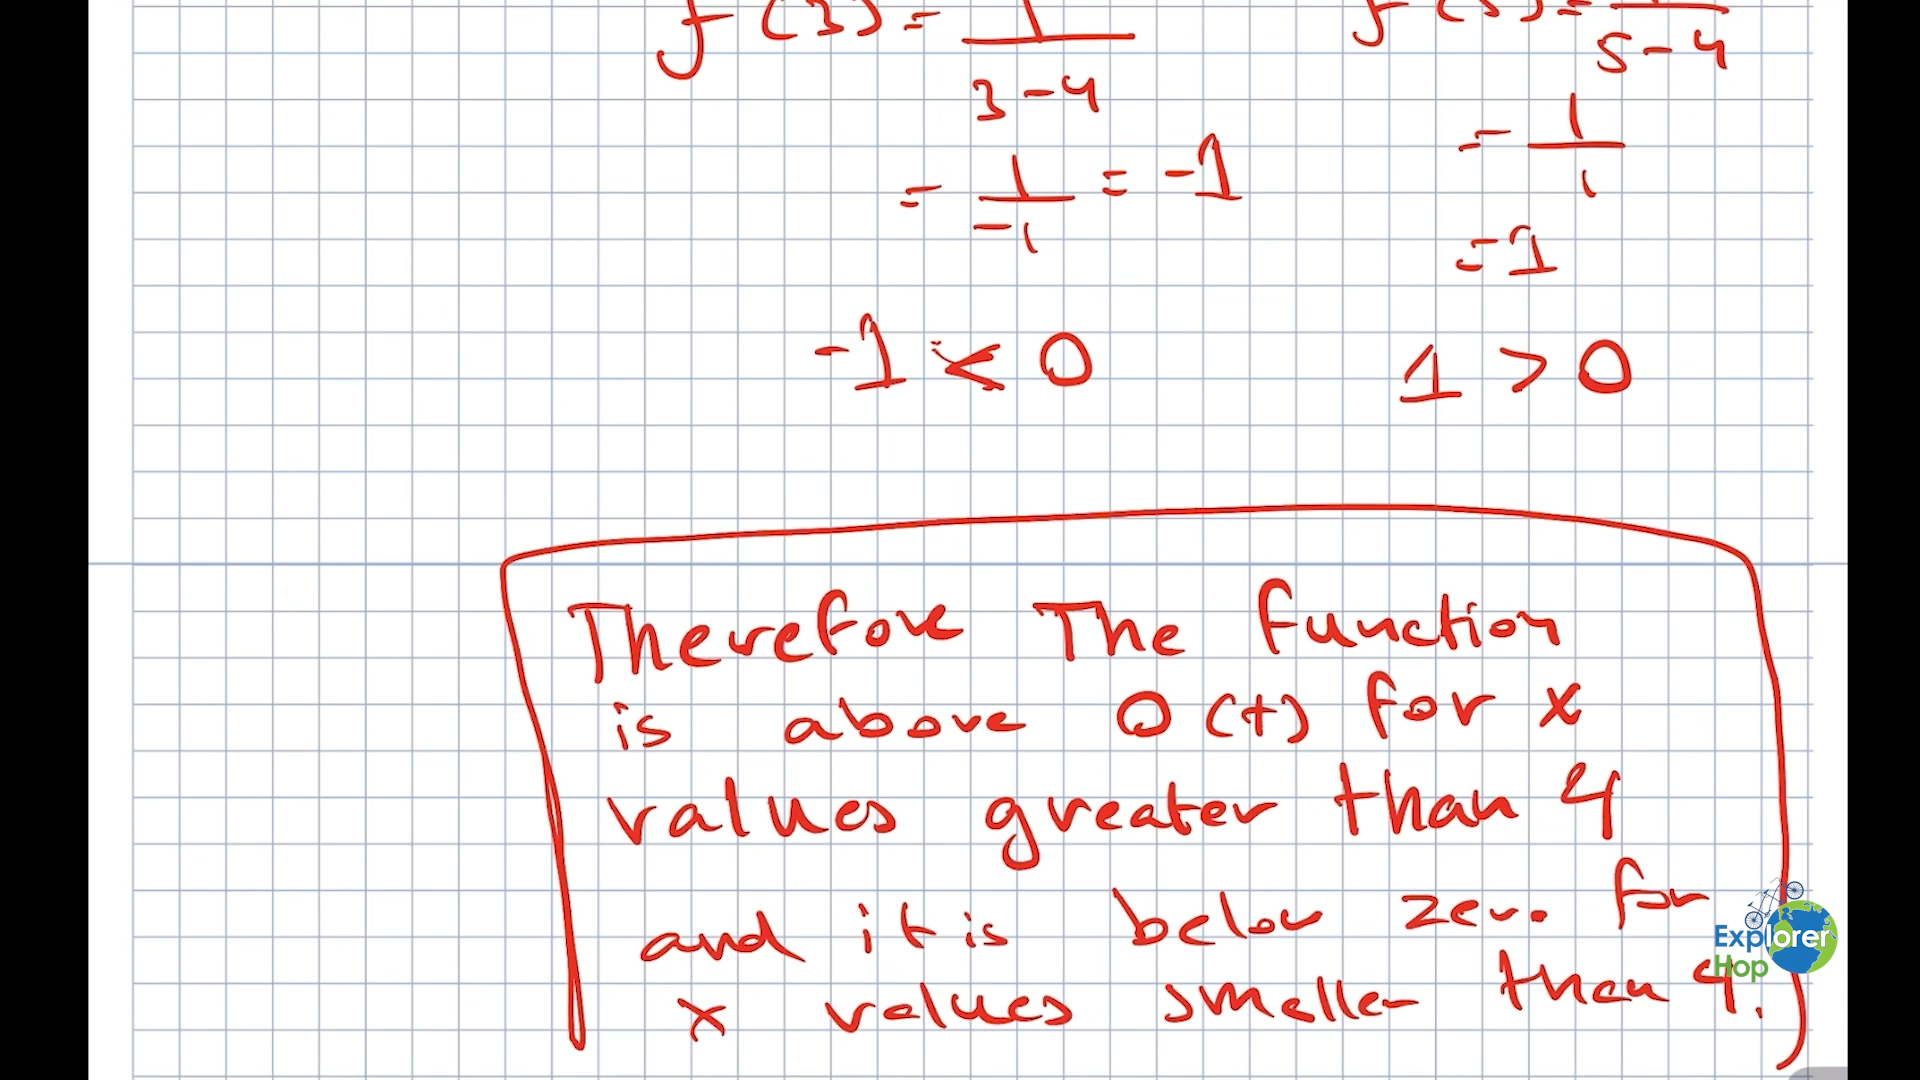 f(3) = 1
3-4
= 1 = -1
-1
-1 < 0
f(5) = 1
5-4
= 1
1
= 1
1 > 0
Therefore The function
is above 0 (+) for x
values greater than 4
and it is below zero for
x values smaller than 4.
Explorer
Hop